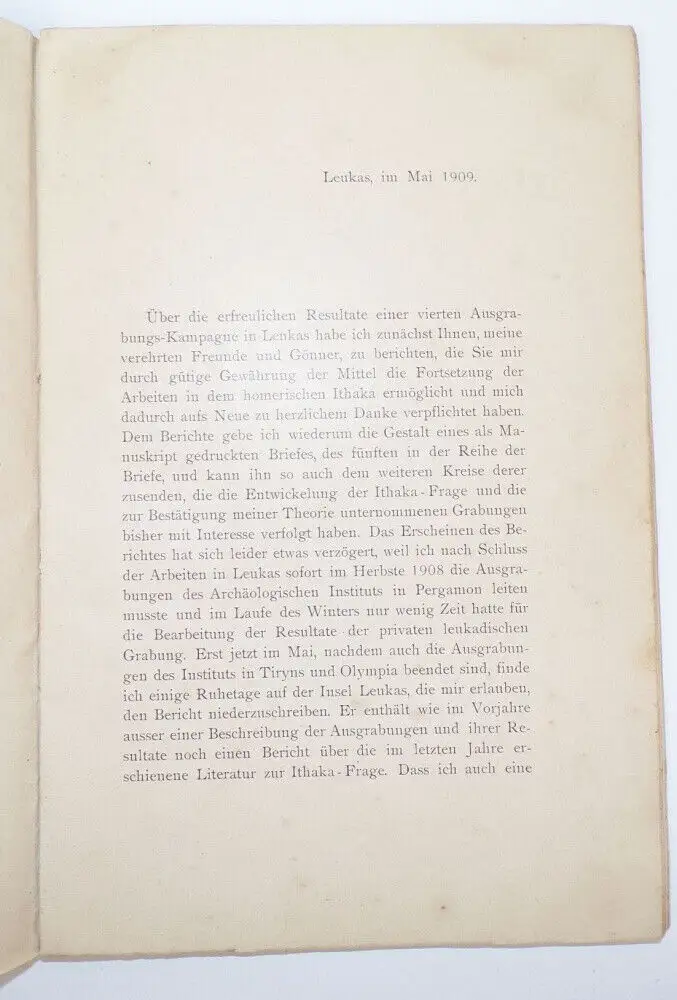 Leukas, im Mai 1909.
Über die erfreulichen Resultate einer vierten Ausgra-
bungs-Kampagne in Leukas habe ich zunächst Ihnen, meine
verehrten Freunde und Gönner, zu berichten, die Sie mir
durch gütige Gewährung der Mittel die Fortsetzung der
Arbeiten in dem homerischen Ithaka ermöglicht und mich
dadurch aufs Neue zu herzlichem Danke verpflichtet haben.
Dem Berichte gebe ich wiederum die Gestalt eines als Ma-
nuskript gedruckten Briefes, des fünften in der Reihe der
Briefe, und kann ihn so auch dem weiteren Kreise derer
zusenden, die die Entwickelung der Ithaka-Frage und die
zur Bestätigung meiner Theorie unternommenen Grabungen
bisher mit Interesse verfolgt haben. Das Erscheinen des Be-
richtes hat sich leider etwas verzögert, weil ich nach Schluss
der Arbeiten in Leukas sofort im Herbste 1908 die Ausgra-
bungen des Archäologischen Instituts in Pergamon leiten
musste und im Laufe des Winters nur wenig Zeit hatte für
die Bearbeitung der Resultate der privaten leukadischen
Grabung. Erst jetzt im Mai, nachdem auch die Ausgrabun-
gen des Instituts in Tiryns und Olympia beendet sind, finde
ich einige Ruhetage auf der Insel Leukas, die mir erlauben,
den Bericht niederzuschreiben. Er enthält wie im Vorjahre
ausser einer Beschreibung der Ausgrabungen und ihrer Re-
sultate noch einen Bericht über die im letzten Jahre er-
schienene Literatur zur Ithaka-Frage. Dass ich auch eine